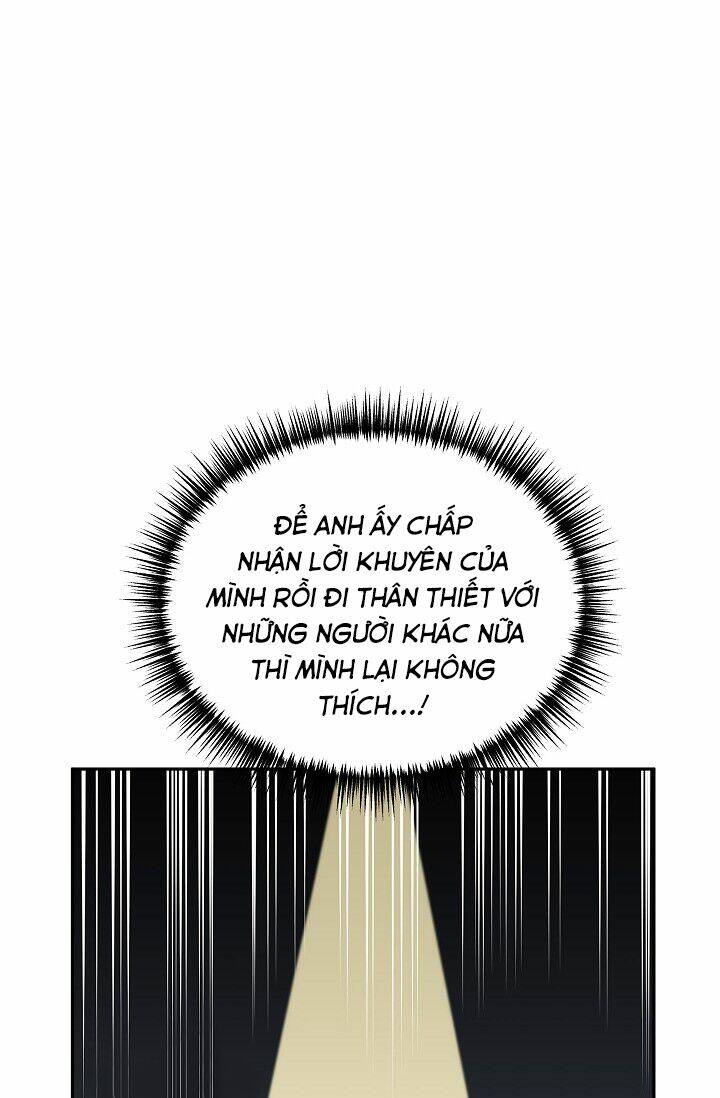 ĐỂ ANH ẤY CHẤP
NHẬN LỜI KHUYÊN CỦA
MÌNH RỒI ĐI THÂN THIẾT VỚI
NHỮNG NGƯỜI KHÁC NỮA
THÌ MÌNH LẠI KHÔNG
THÍCH...!